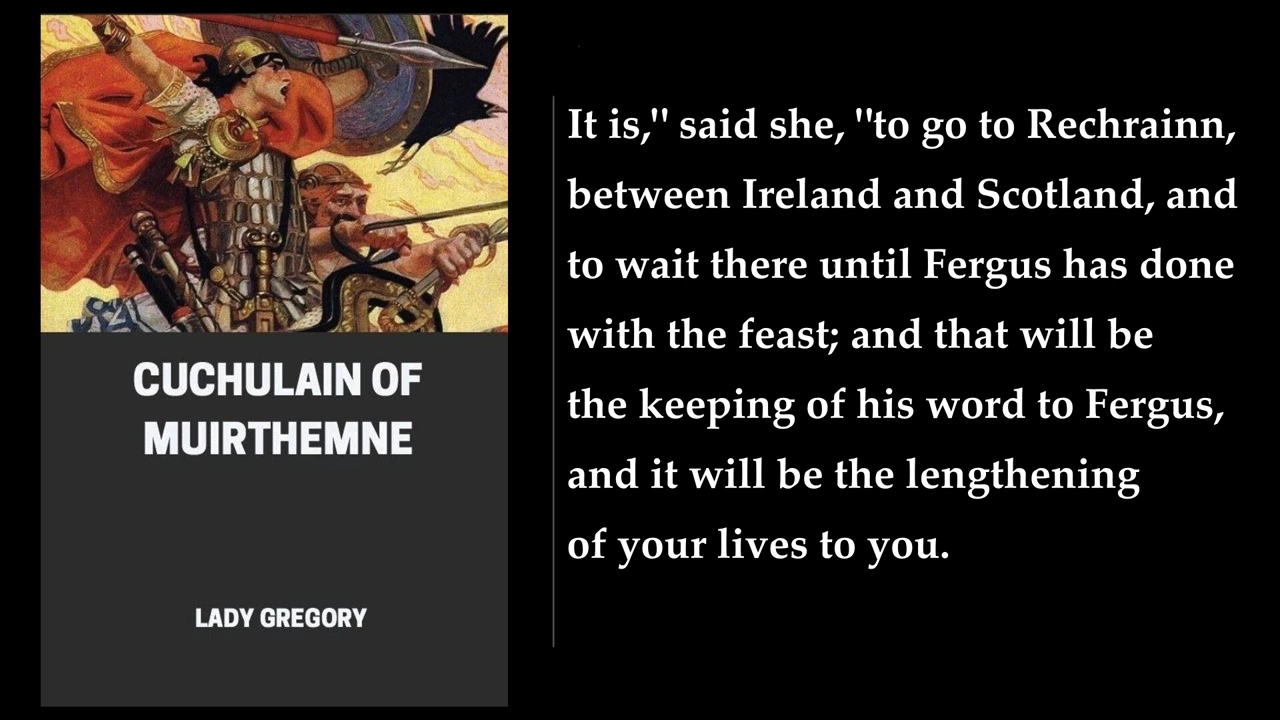 CUCHULAIN OF
MUIRTHEMNE
LADY GREGORY
It is," said she, "to go to Rechrainn,
between Ireland and Scotland, and
to wait there until Fergus has done
with the feast; and that will be
the keeping of his word to Fergus,
and it will be the lengthening
of your lives to you.